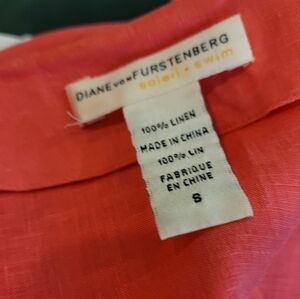 DIANE von FURSTENBERG
soleil • swim
100% LINEN
MADE IN CHINA
100% LIN
FABRIQUE
EN CHINE
S